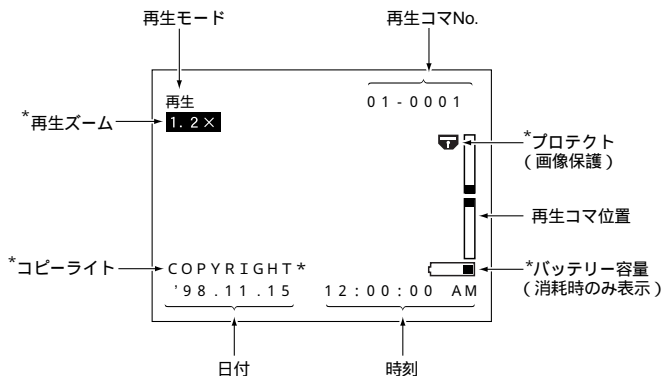 再生モード
再生コマNo.
再生
01-0001
*再生ズーム
1.2×
*プロテクト
(画像保護)
再生コマ位置
*コピーライト
COPYRIGHT*
*バッテリー容量
(消耗時のみ表示)
'98.11.15
12:00:00 AM
日付
時刻